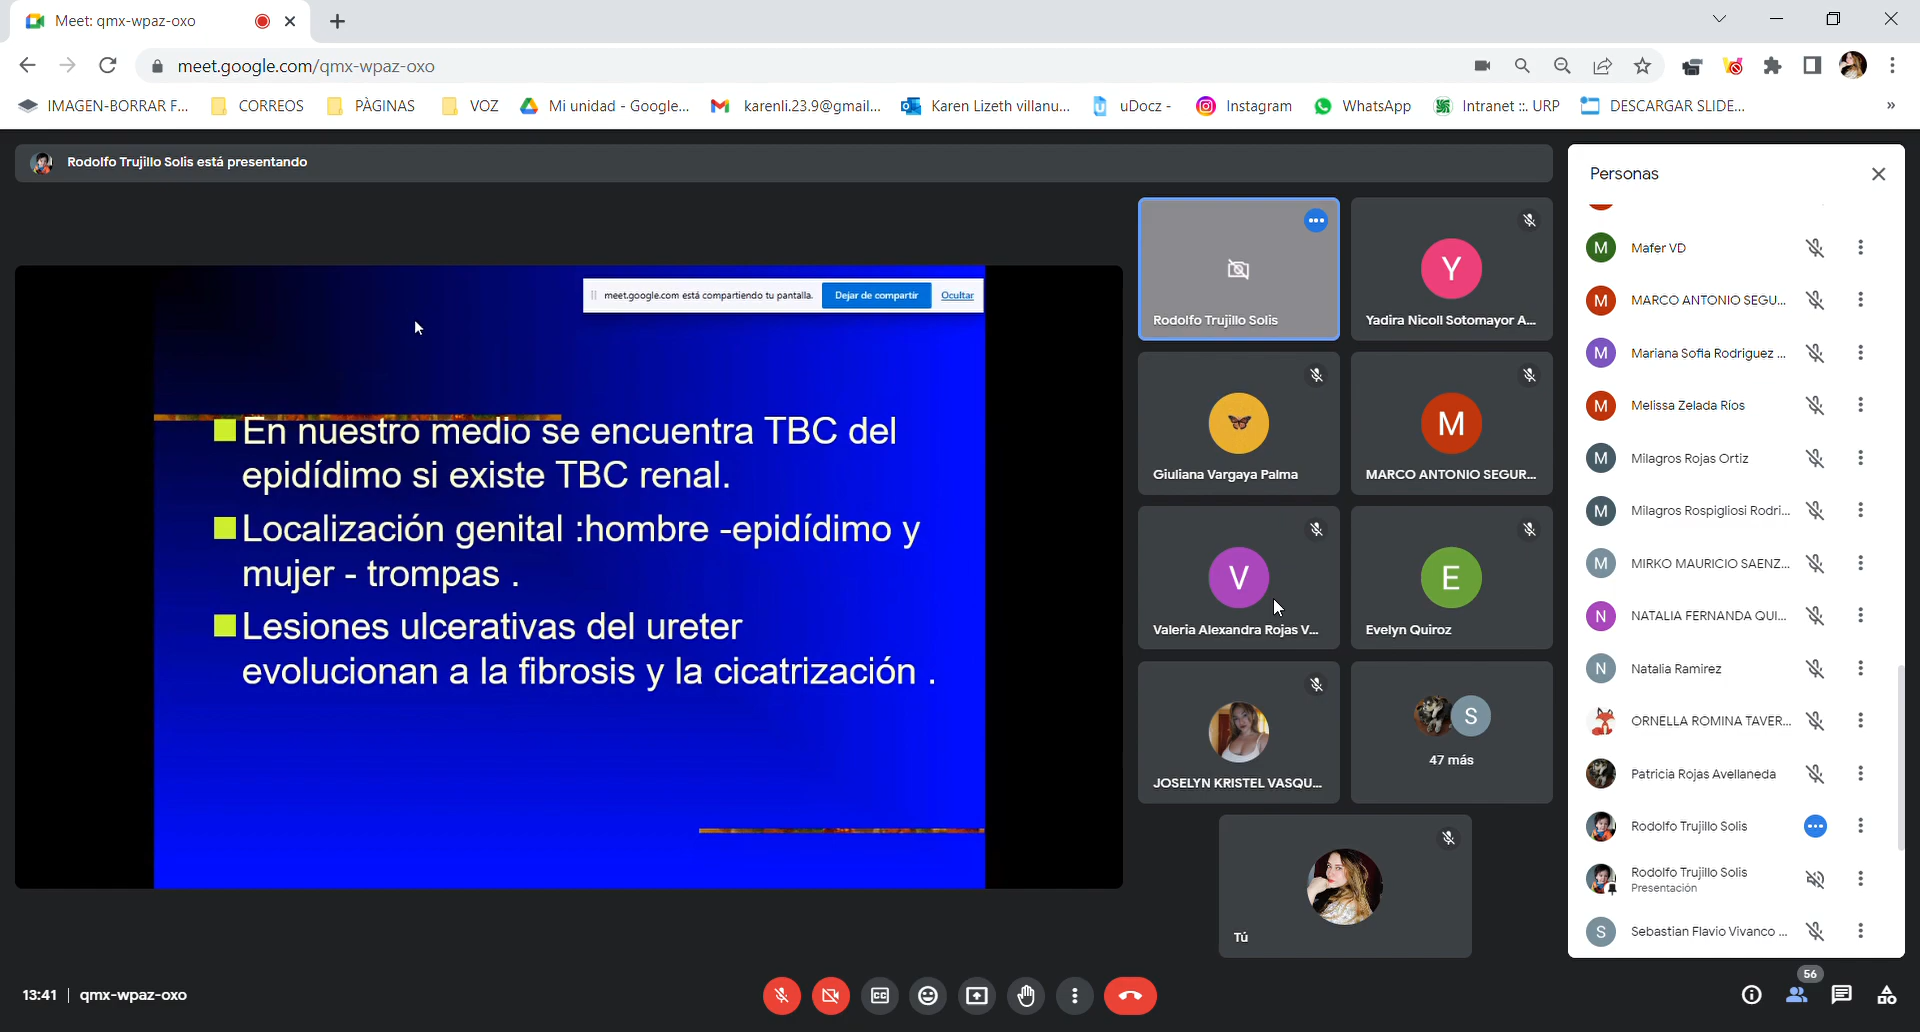 Meet: qmx-wpaz-oxo
meet.google.com/qmx-wpaz-oxo
IMAGEN-BORRAR F...
CORREOS
PÀGINAS
VOZ
Mi unidad - Google...
karenli.23.9@gmail...
Karen Lizeth villanu...
uDocz -
Instagram
WhatsApp
Intranet ::. URP
DESCARGAR SLIDE...
»
Rodolfo Trujillo Solis está presentando
meet.google.com está compartiendo tu pantalla.
Dejar de compartir
Ocultar
En nuestro medio se encuentra TBC del
epidídimo si existe TBC renal.
Localización genital :hombre -epidídimo y
mujer - trompas .
Lesiones ulcerativas del ureter
evolucionan a la fibrosis y la cicatrización .
Rodolfo Trujillo Solis
Y
Yadira Nicoll Sotomayor A...
Giuliana Vargaya Palma
M
MARCO ANTONIO SEGUR...
V
Valeria Alexandra Rojas V...
E
Evelyn Quiroz
JOSELYN KRISTEL VASQU...
S
47 más
Tú
Personas
M
Mafer VD
M
MARCO ANTONIO SEGU...
M
Mariana Sofia Rodriguez ...
M
Melissa Zelada Ríos
M
Milagros Rojas Ortiz
M
Milagros Rospigliosi Rodri...
M
MIRKO MAURICIO SAENZ...
N
NATALIA FERNANDA QUI...
N
Natalia Ramirez
ORNELLA ROMINA TAVER...
Patricia Rojas Avellaneda
Rodolfo Trujillo Solis
Rodolfo Trujillo Solis
Presentación
S
Sebastian Flavio Vivanco ...
13:41 | qmx-wpaz-oxo
CC
56